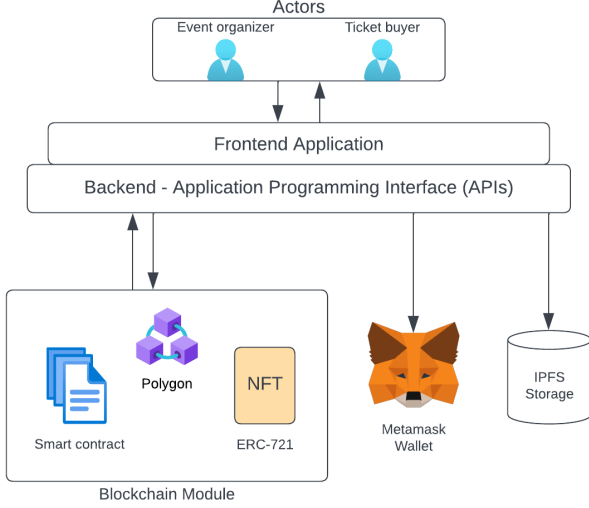 Actors
Event organizer
Ticket buyer
Frontend Application
Backend - Application Programming Interface (APIs)
Polygon
NFT
Smart contract
ERC-721
Blockchain Module
Metamask
Wallet
IPFS
Storage